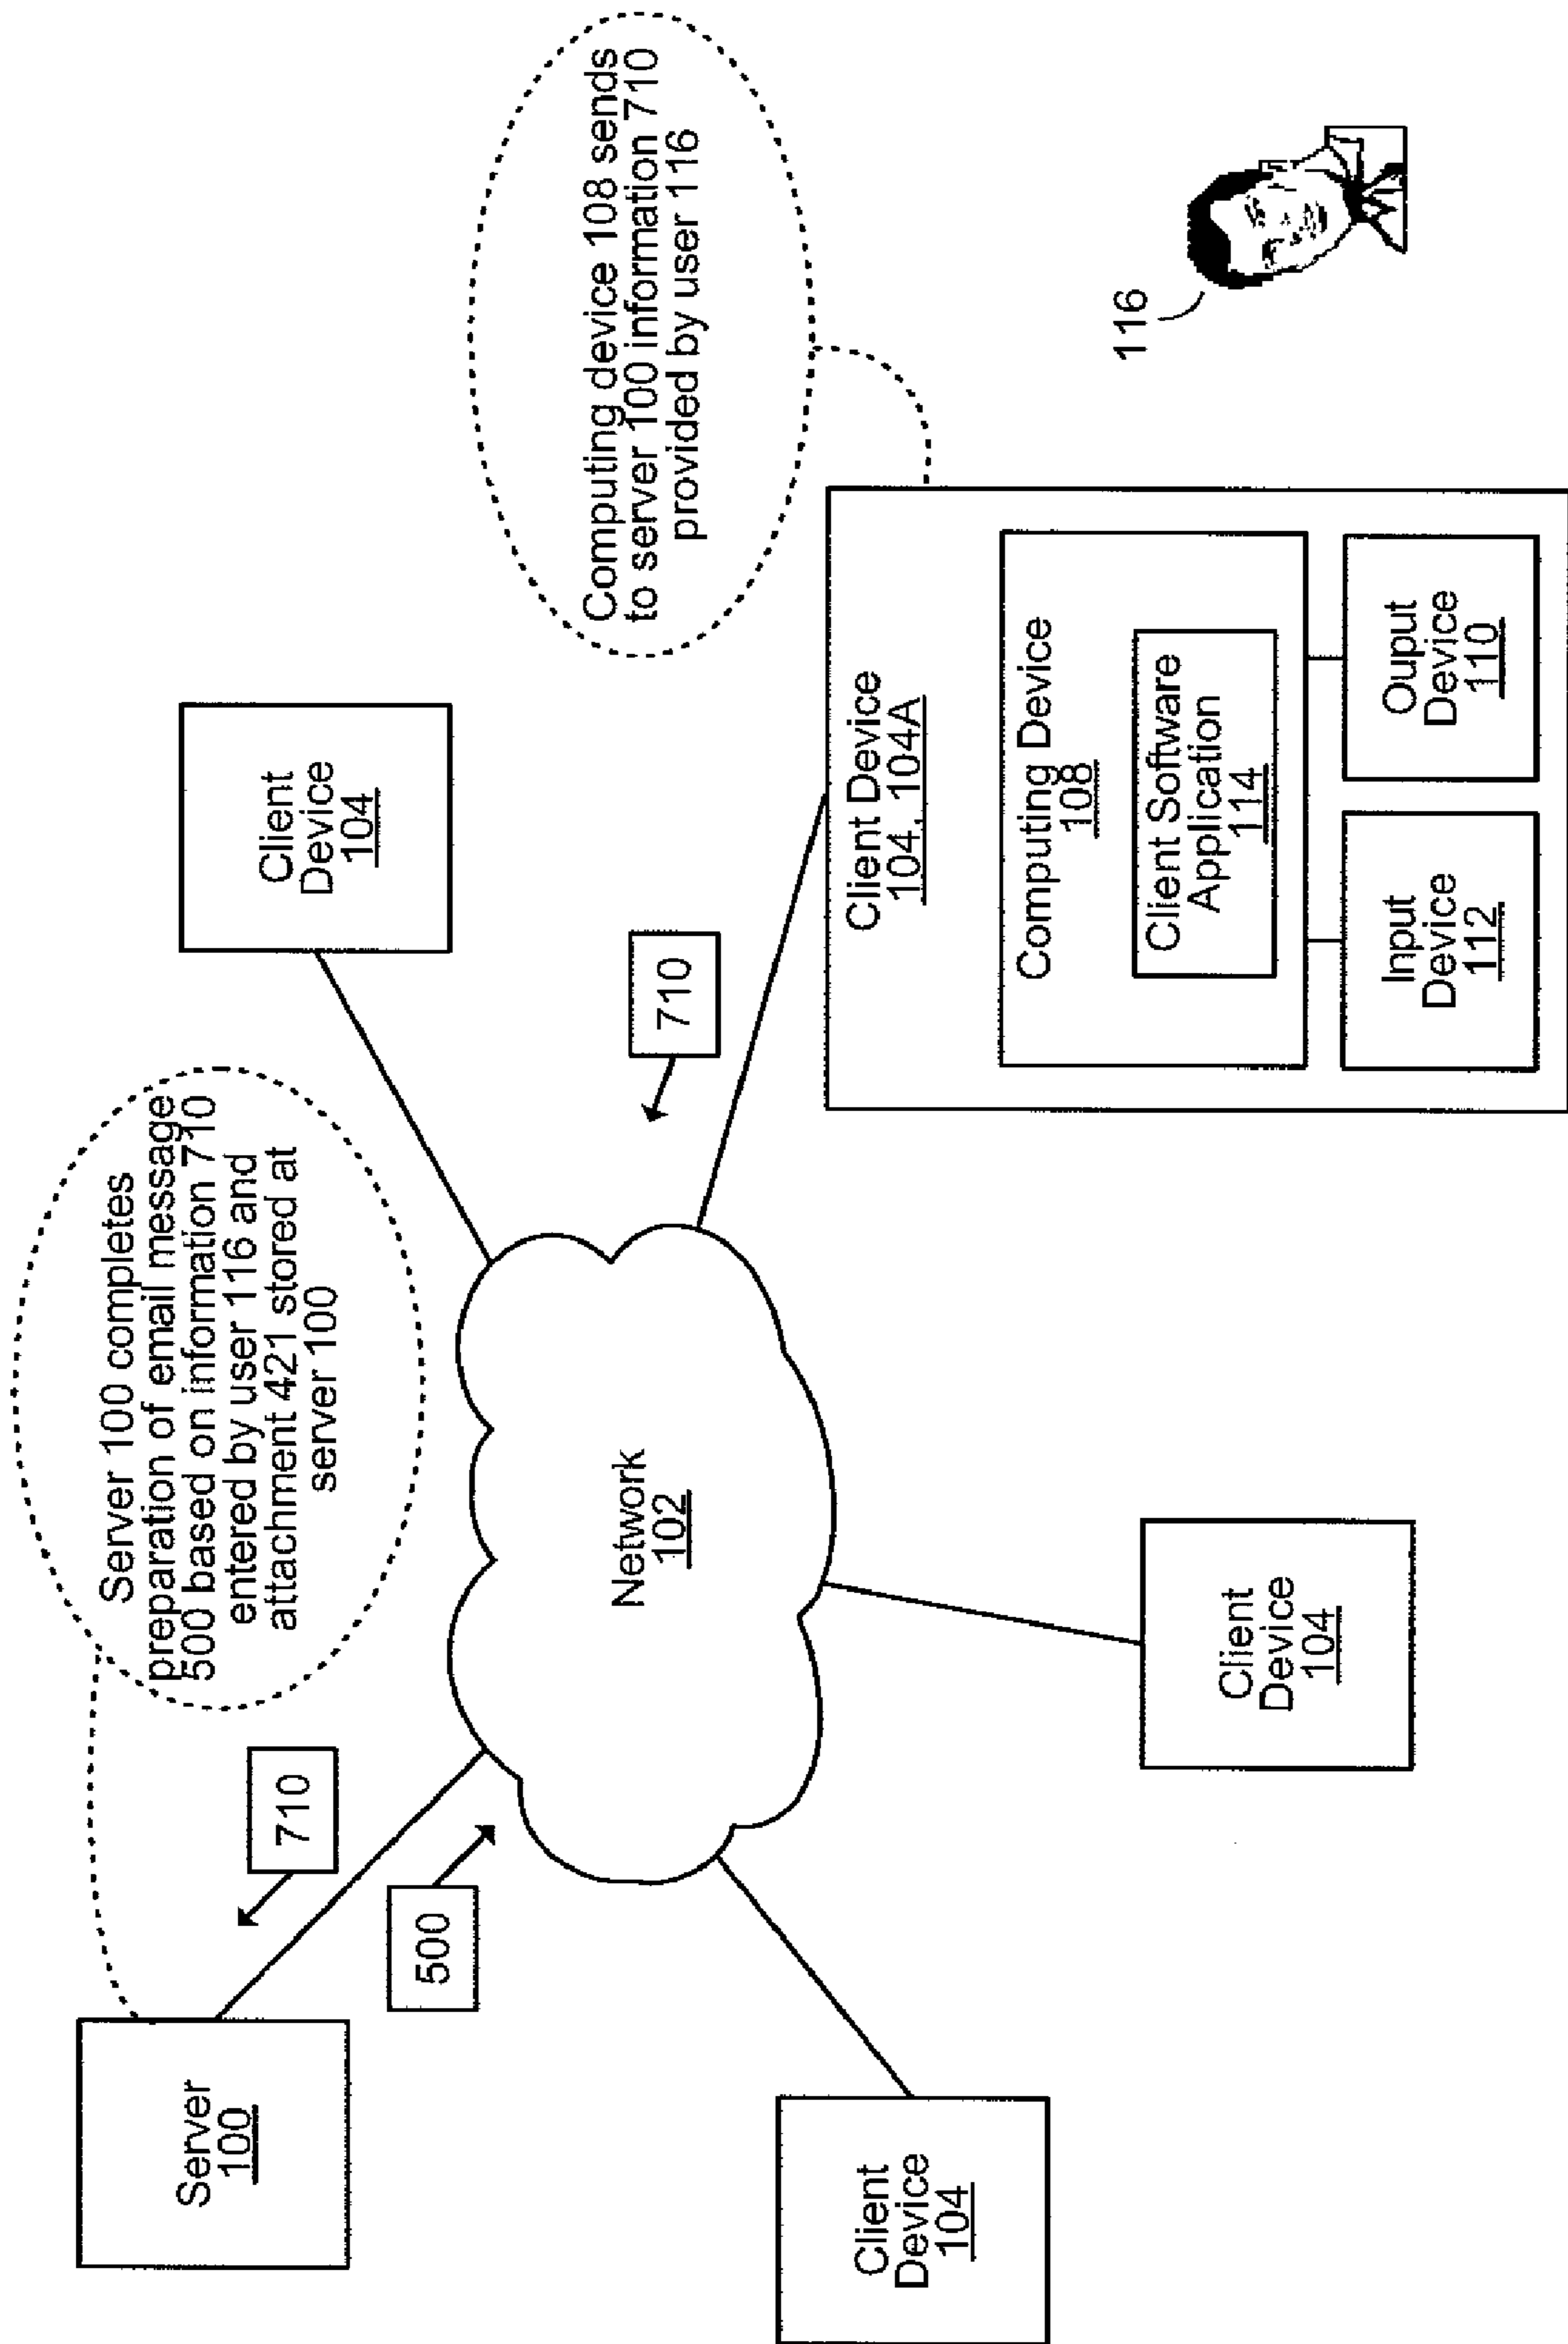 Server
100
710
500
Server 100 completes
preparation of email message
500 based on information 710
entered by user 116 and
attachment 421 stored at
server 100
Client
Device
104
Network
102
710
Computing device 108 sends
to server 100 information 710
provided by user 116
Client
Device
104
Client
Device
104
Client Device
104, 104A
Computing Device
108
Client Software
Application
114
Input
Device
112
Ouput
Device
110
116